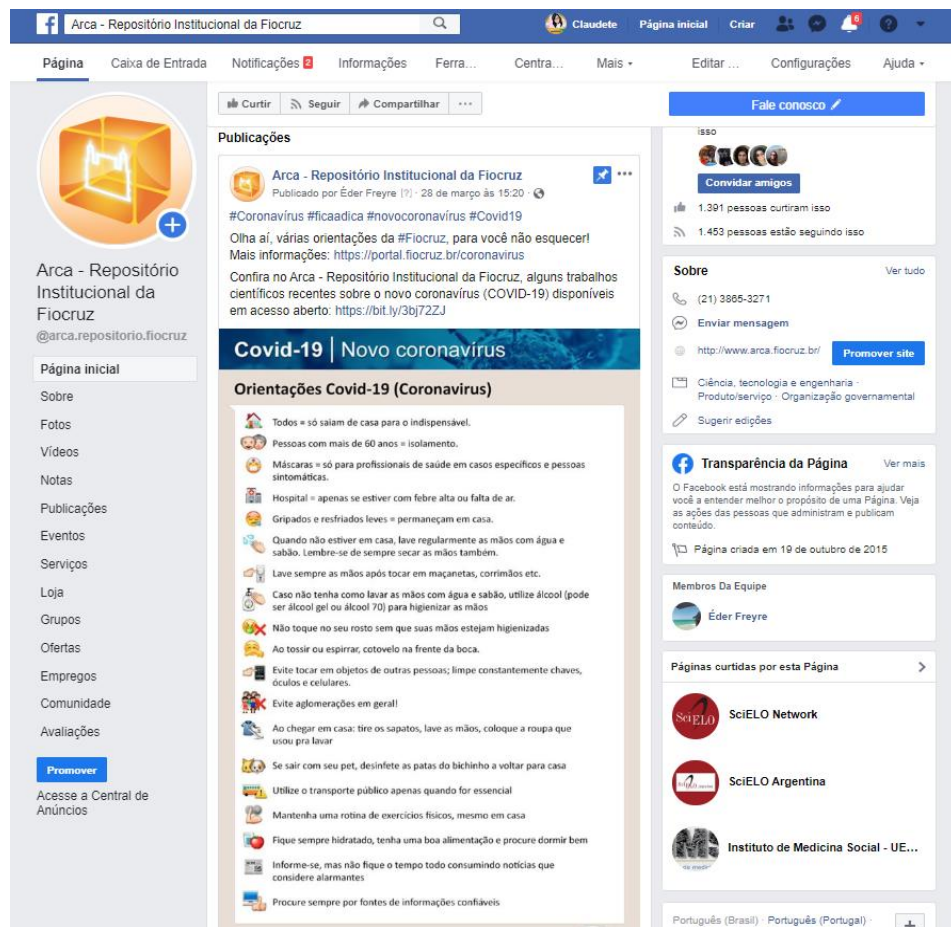 Arca - Repositório Institucional da Fiocruz
Claudete
Página inicial
Criar
6
Página
Caixa de Entrada
Notificações 2
Informações
Ferra...
Centra...
Mais
Editar ...
Configurações
Ajuda
Arca - Repositório
Institucional da
Fiocruz
@arca.repositorio.fiocruz
Página inicial
Sobre
Fotos
Vídeos
Notas
Publicações
Eventos
Serviços
Loja
Grupos
Ofertas
Empregos
Comunidade
Avaliações
Promover
Acesse a Central de
Anúncios
Curtir
Seguir
Compartilhar
...
Publicações
Arca - Repositório Institucional da Fiocruz
Publicado por Éder Freyre [?] · 28 de março às 15:20 ·
#Coronavírus #ficaadica #novocoronavírus #Covid19
Olha aí, várias orientações da #Fiocruz, para você não esquecer!
Mais informações: https://portal.fiocruz.br/coronavirus
Confira no Arca - Repositório Institucional da Fiocruz, alguns trabalhos
científicos recentes sobre o novo coronavírus (COVID-19) disponíveis
em acesso aberto: https://bit.ly/3bj72ZJ
Covid-19 | Novo coronavírus
Orientações Covid-19 (Coronavirus)
Todos = só saiam de casa para o indispensável.
Pessoas com mais de 60 anos = isolamento.
Máscaras = só para profissionais de saúde em casos específicos e pessoas
sintomáticas.
Hospital = apenas se estiver com febre alta ou falta de ar.
Gripados e resfriados leves = permaneçam em casa.
Quando não estiver em casa, lave regularmente as mãos com água e
sabão. Lembre-se de sempre secar as mãos também.
Lave sempre as mãos após tocar em maçanetas, corrimãos etc.
Caso não tenha como lavar as mãos com água e sabão, utilize álcool (pode
ser álcool gel ou álcool 70) para higienizar as mãos
Não toque no seu rosto sem que suas mãos estejam higienizadas
Ao tossir ou espirrar, cotovelo na frente da boca.
Evite tocar em objetos de outras pessoas; limpe constantemente chaves,
óculos e celulares.
Evite aglomerações em geral!
Ao chegar em casa: tire os sapatos, lave as mãos, coloque a roupa que
usou pra lavar
Se sair com seu pet, desinfete as patas do bichinho a voltar para casa
Utilize o transporte público apenas quando for essencial
Mantenha uma rotina de exercícios físicos, mesmo em casa
Fique sempre hidratado, tenha uma boa alimentação e procure dormir bem
Informe-se, mas não fique o tempo todo consumindo notícias que
considere alarmantes
Procure sempre por fontes de informações confiáveis
Fale conosco
isso
Convidar amigos
1.391 pessoas curtiram isso
1.453 pessoas estão seguindo isso
Sobre
Ver tudo
(21) 3865-3271
Enviar mensagem
http://www.arca.fiocruz.br/
Promover site
Ciência, tecnologia e engenharia ·
Produto/serviço · Organização governamental
Sugerir edições
Transparência da Página
Ver mais
O Facebook está mostrando informações para ajudar
você a entender melhor o propósito de uma Página. Veja
as ações das pessoas que administram e publicam
conteúdo.
Página criada em 19 de outubro de 2015
Membros Da Equipe
Éder Freyre
Páginas curtidas por esta Página
SciELO
SciELO Network
SciELO Argentina
Instituto de Medicina Social - UE...
Português (Brasil) · Português (Portugal) ·